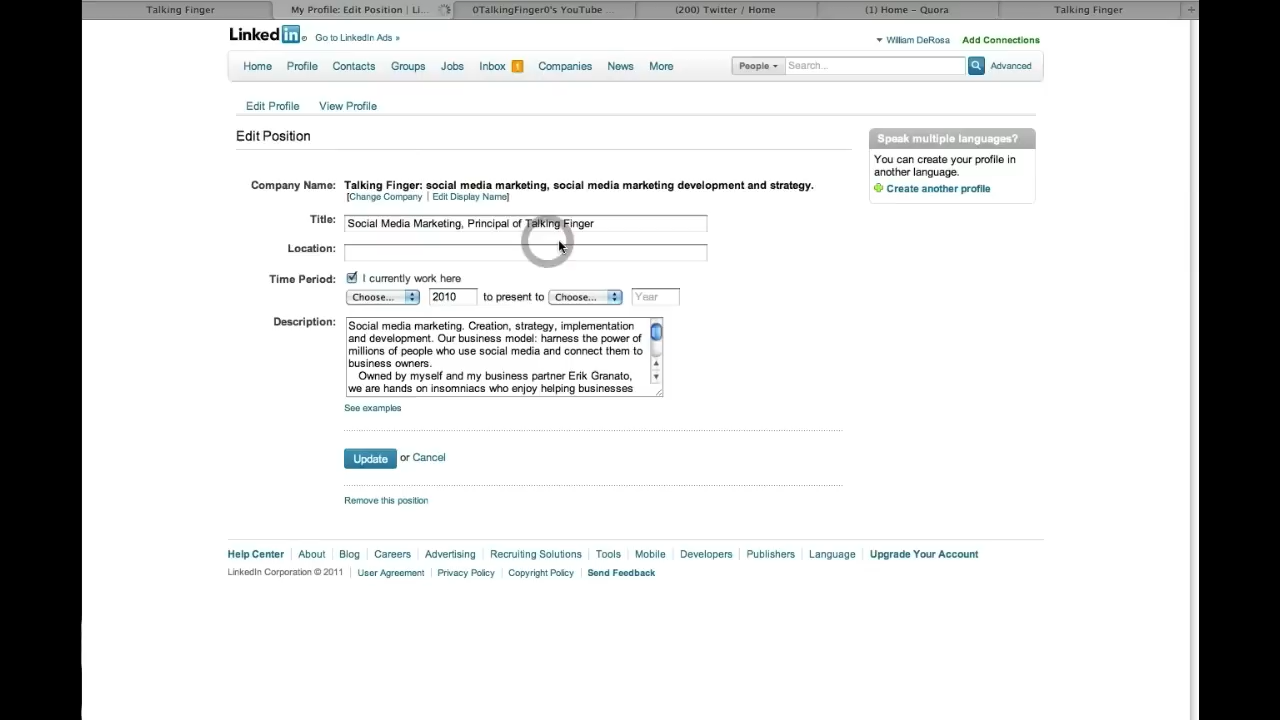 Talking Finger
My Profile: Edit Position | Li...
0TalkingFinger0's YouTube ...
(200) Twitter / Home
(1) Home - Quora
Talking Finger
Linked in
Go to LinkedIn Ads »
William DeRosa
Add Connections
Home Profile Contacts Groups Jobs Inbox 1 Companies News More
People Search... Advanced
Edit Profile View Profile
Edit Position
Speak multiple languages?
You can create your profile in
another language.
Create another profile
Company Name: Talking Finger: social media marketing, social media marketing development and strategy.
[Change Company | Edit Display Name]
Title: Social Media Marketing, Principal of Talking Finger
Location:
Time Period: I currently work here
Choose... 2010 to present to Choose... Year
Description: Social media marketing. Creation, strategy, implementation
and development. Our business model: harness the power of
millions of people who use social media and connect them to
business owners.
Owned by myself and my business partner Erik Granato,
we are hands on insomniacs who enjoy helping businesses
See examples
Update or Cancel
Remove this position
Help Center About Blog Careers Advertising Recruiting Solutions Tools Mobile Developers Publishers Language Upgrade Your Account
LinkedIn Corporation © 2011 User Agreement Privacy Policy Copyright Policy Send Feedback